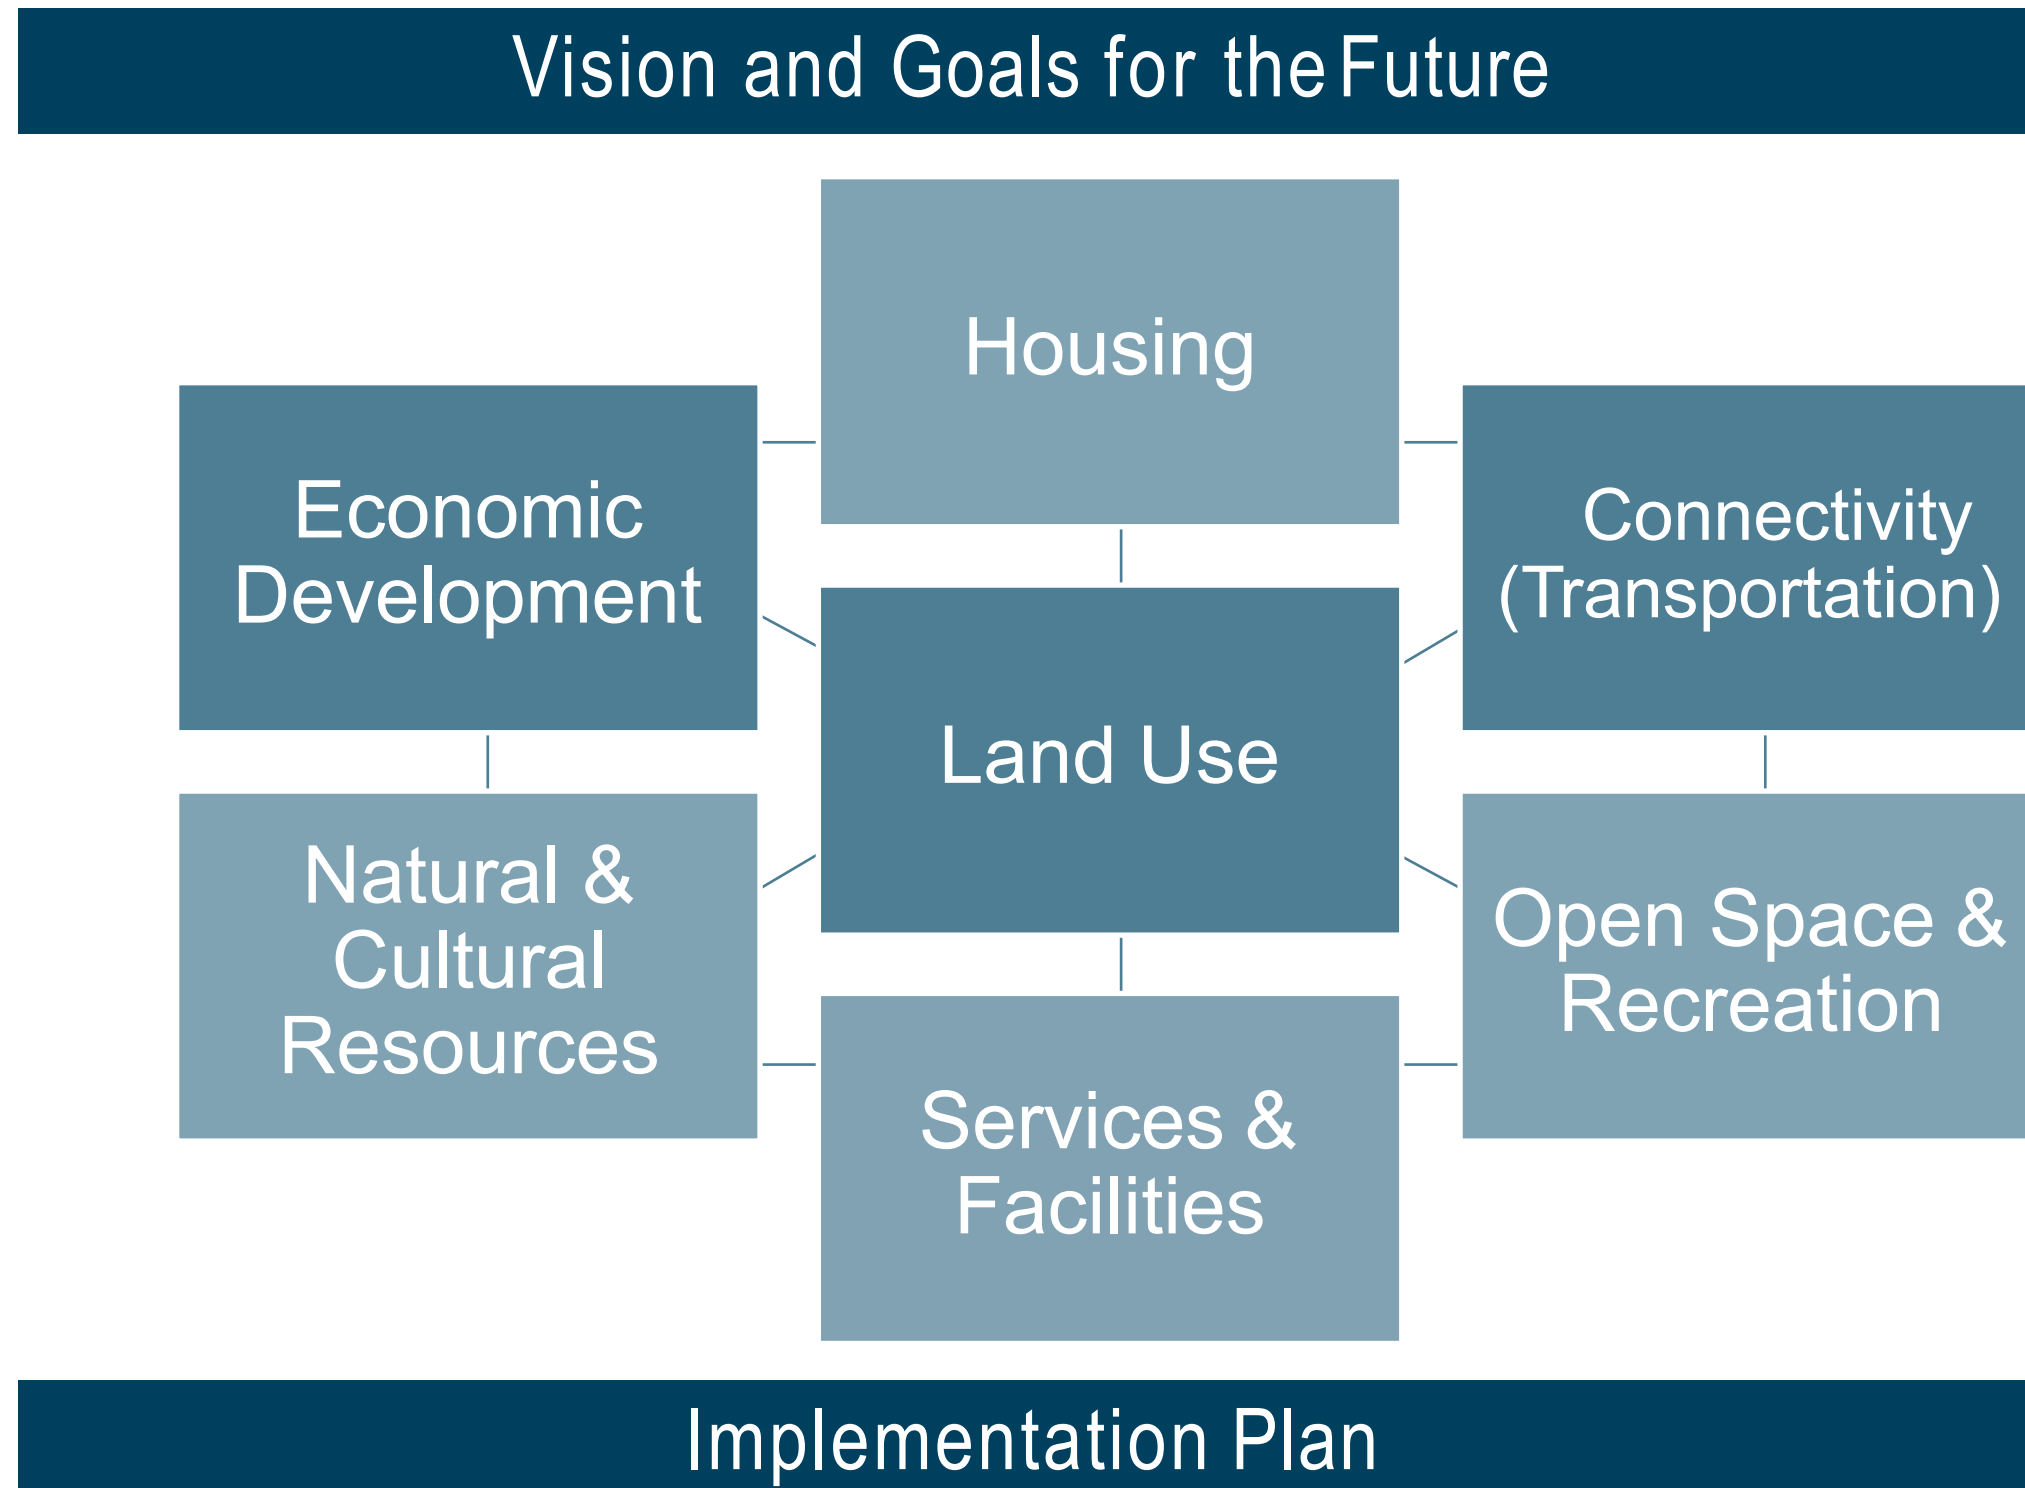 Vision and Goals for the Future
Housing
Economic
Development
Connectivity
(Transportation)
Land Use
Natural &
Cultural
Resources
Open Space &
Recreation
Services &
Facilities
Implementation Plan